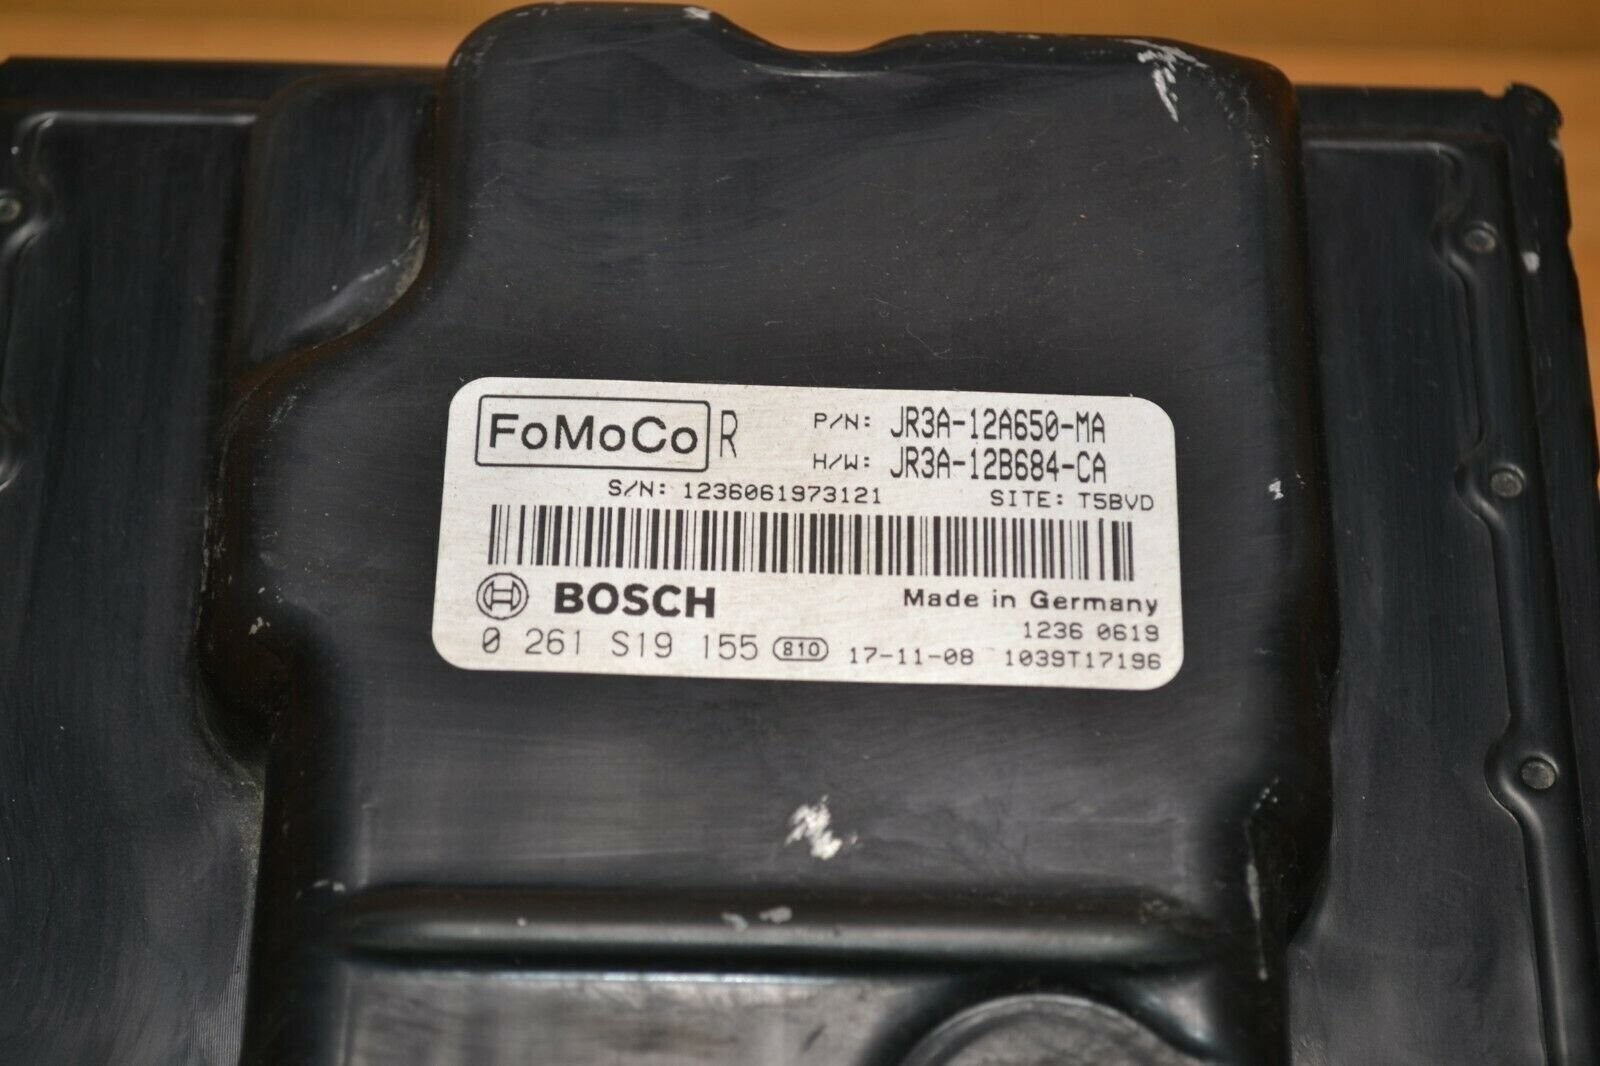 FoMoCo R P/N: JR3A-12A650-MA
H/W: JR3A-12B684-CA
S/N: 1236061973121 SITE: T5BVD
BOSCH Made in Germany
1236 0619
0 261 S19 155 810 17-11-08 1039T17196